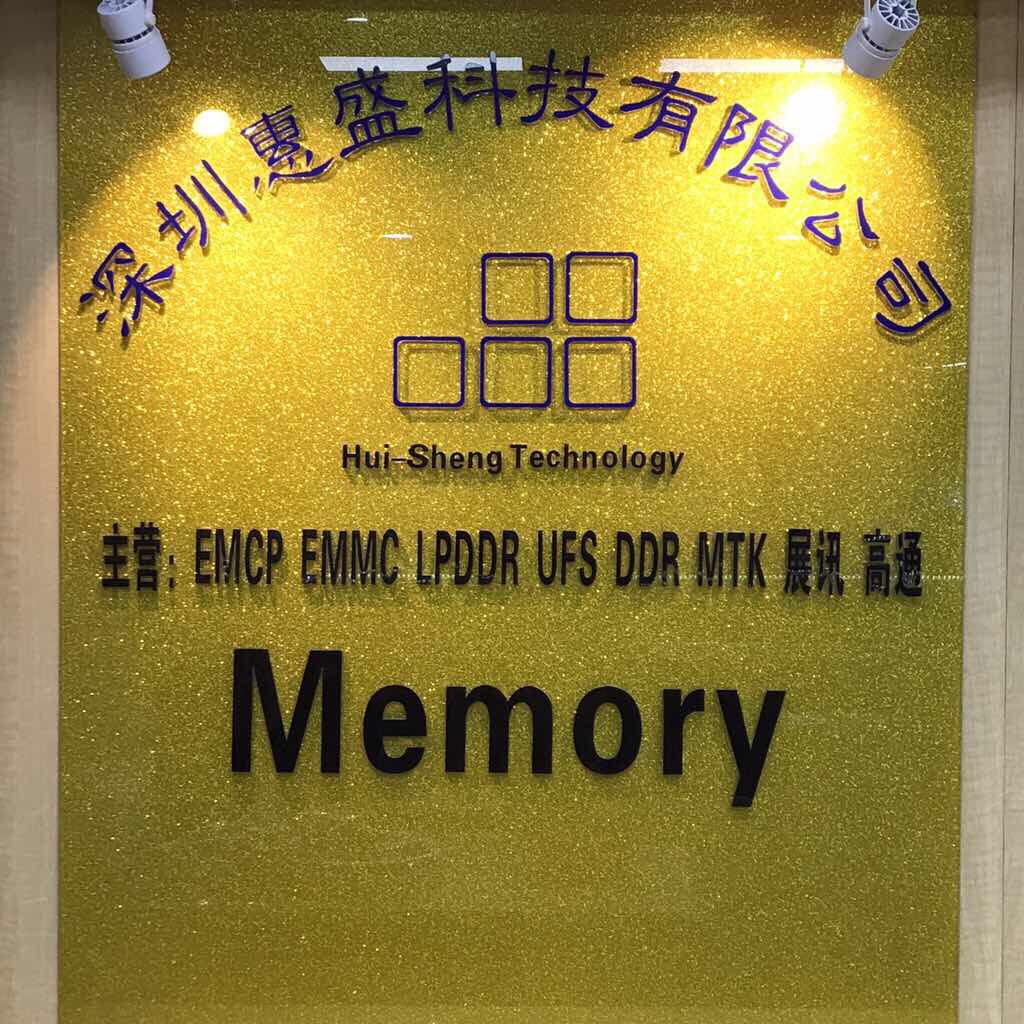 深圳惠盛科技有限公司
Hui-Sheng Technology
主营: EMCP EMMC LPDDR UFS DDR MTK 展讯 高通
Memory